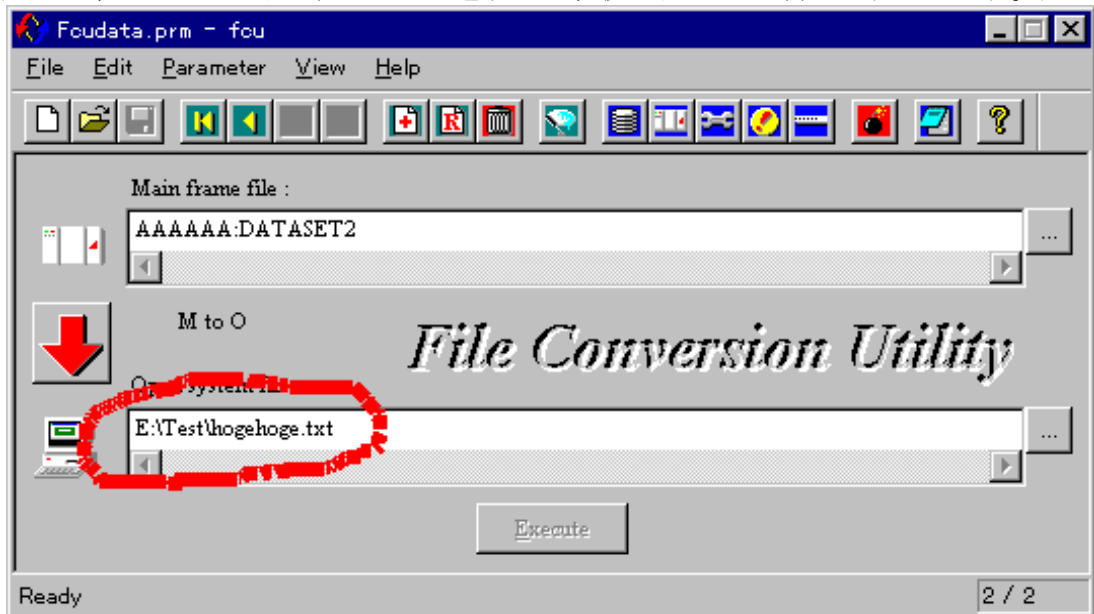 Fcudata.prm - fcu
File Edit Parameter View Help
Main frame file :
AAAAAA:DATASET2
...
M to O
File Conversion Utility
E:\Test\hogehoge.txt
...
Execute
Ready 2 / 2